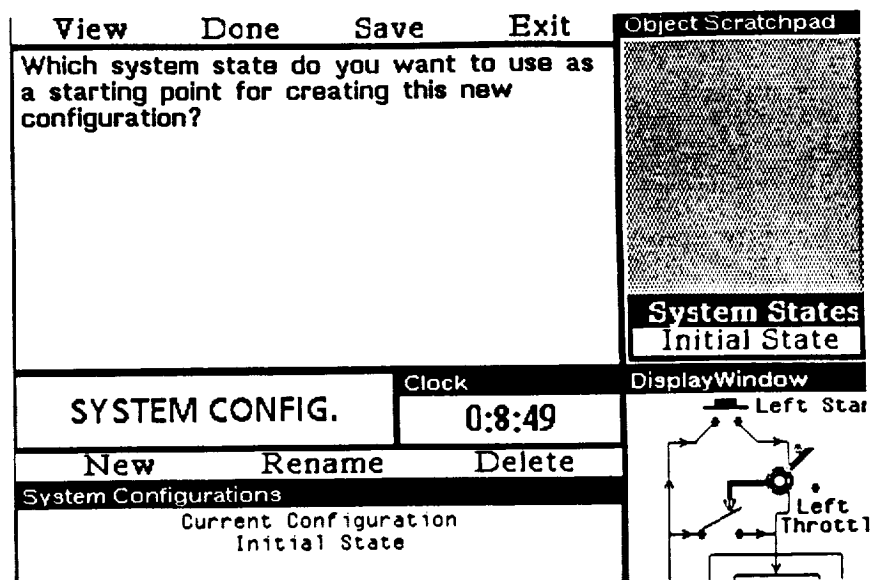 View Done Save Exit
Object Scratchpad
Which system state do you want to use as
a starting point for creating this new
configuration?
System States
Initial State
SYSTEM CONFIG.
Clock
0:8:49
DisplayWindow
Left Star
Left
Throttl
New Rename Delete
System Configurations
Current Configuration
Initial State